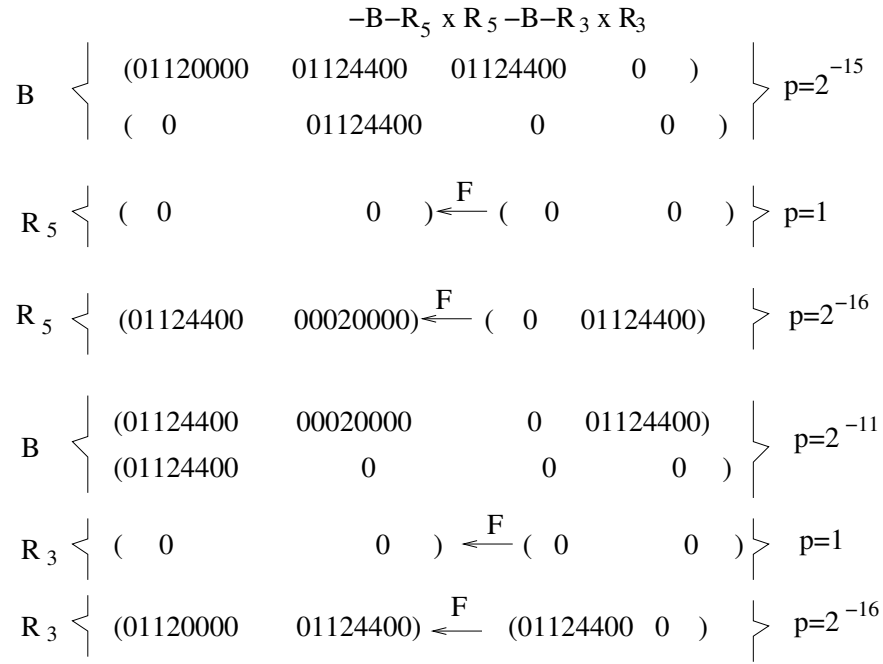 −B−R₅ x R₅ −B−R₃ x R₃
(01120000 01124400 01124400 0 )
B p=2⁻¹⁵
( 0 01124400 0 0 )
R₅ ( 0 0 ) F ( 0 0 ) p=1
R₅ (01124400 00020000) F ( 0 01124400) p=2⁻¹⁶
(01124400 00020000 0 01124400)
B p=2⁻¹¹
(01124400 0 0 0 )
R₃ ( 0 0 ) F ( 0 0 ) p=1
R₃ (01120000 01124400) F (01124400 0 ) p=2⁻¹⁶